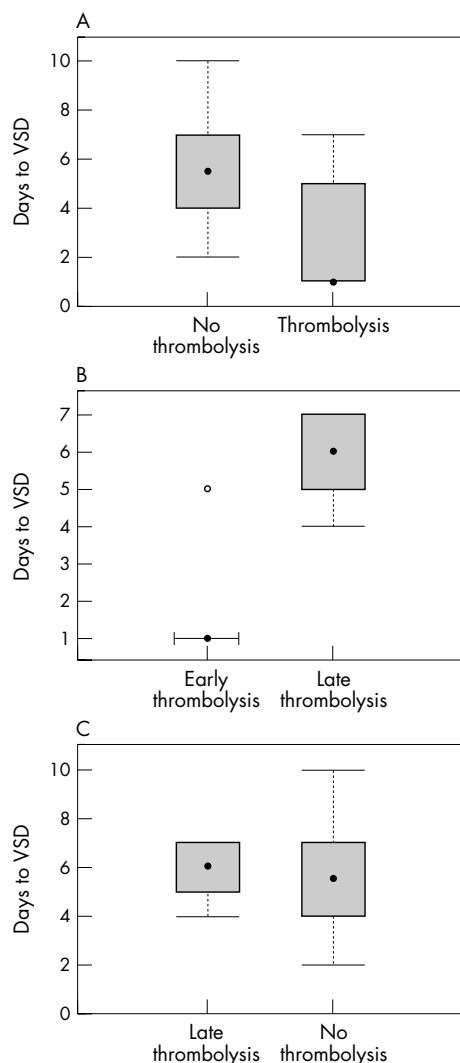 A
Days to VSD
10
8
6
4
2
0
No
thrombolysis
Thrombolysis
B
Days to VSD
7
6
5
4
3
2
1
Early
thrombolysis
Late
thrombolysis
C
Days to VSD
10
8
6
4
2
0
Late
thrombolysis
No
thrombolysis